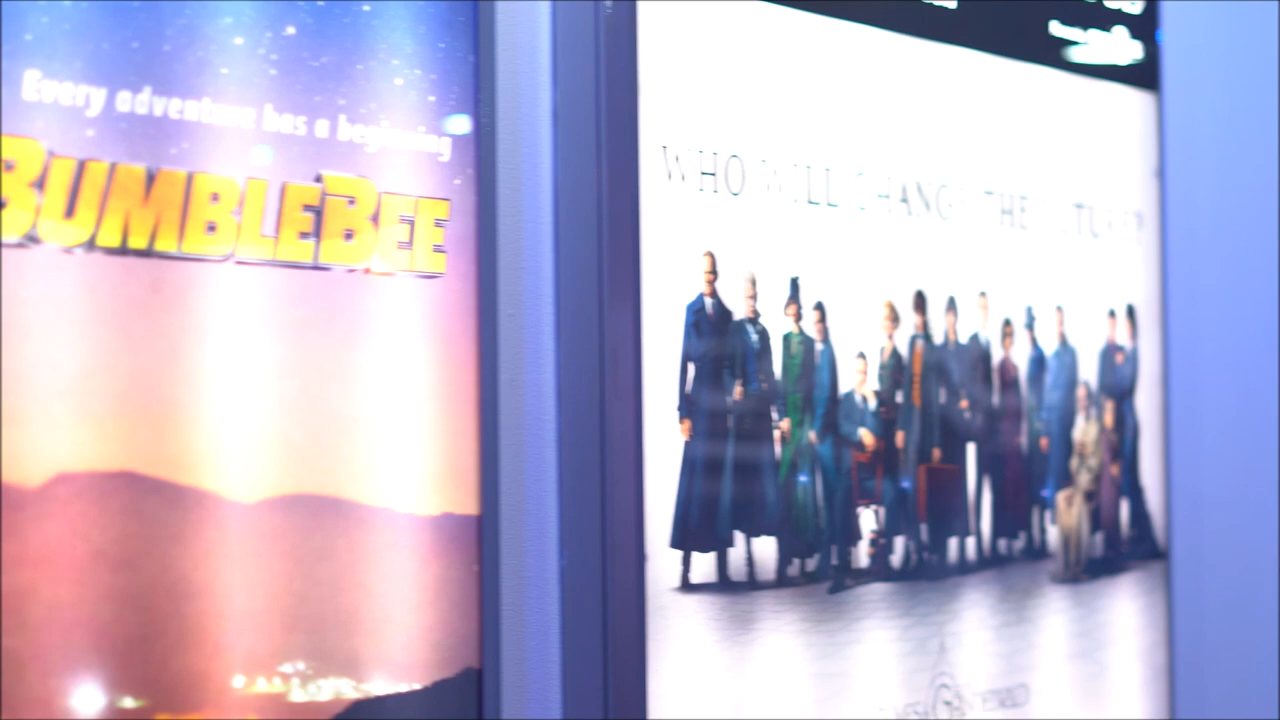 Every adventure has a beginning
BUMBLEBEE
WHO WILL CHANGE THE FUTURE?